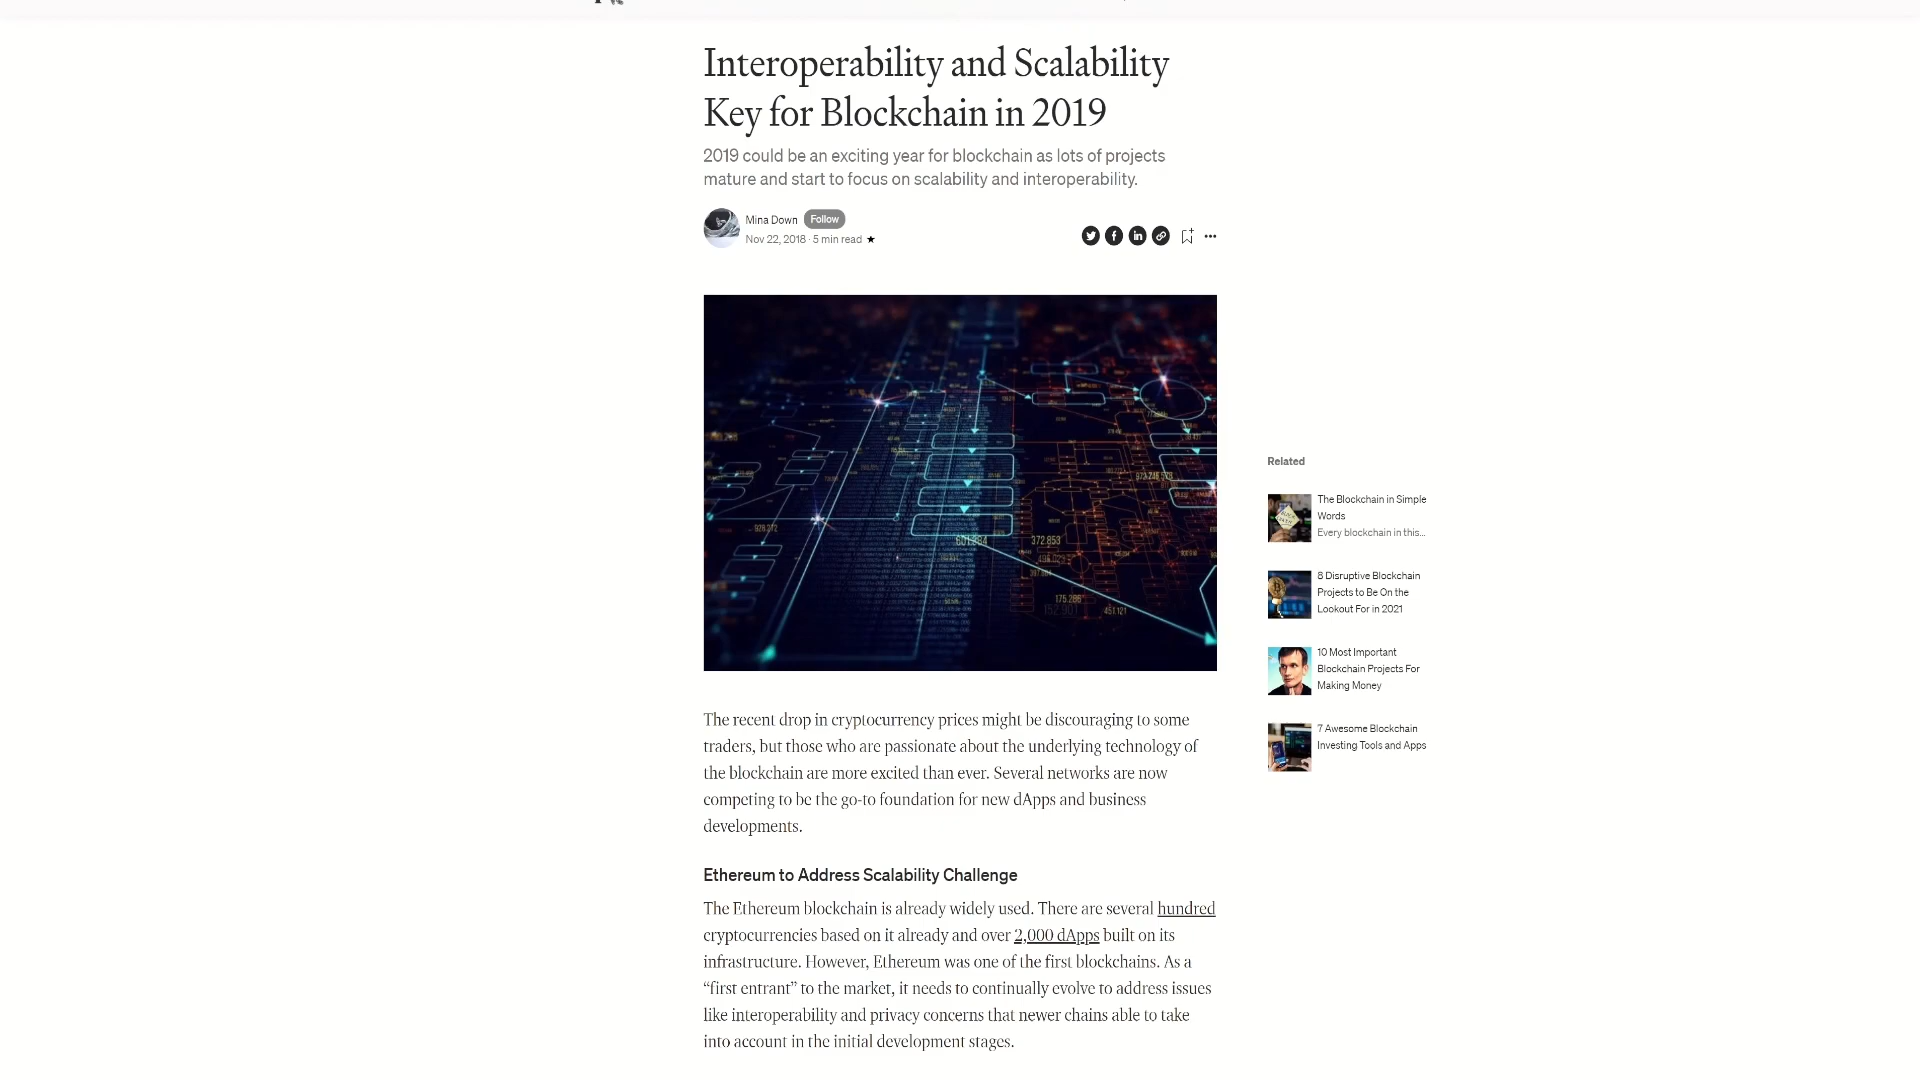 Interoperability and Scalability
Key for Blockchain in 2019
2019 could be an exciting year for blockchain as lots of projects
mature and start to focus on scalability and interoperability.
Mina Down Follow
Nov 22, 2018 · 5 min read ★
601.384
372.853
175.286
451.121
The recent drop in cryptocurrency prices might be discouraging to some
traders, but those who are passionate about the underlying technology of
the blockchain are more excited than ever. Several networks are now
competing to be the go-to foundation for new dApps and business
developments.
Ethereum to Address Scalability Challenge
The Ethereum blockchain is already widely used. There are several hundred
cryptocurrencies based on it already and over 2,000 dApps built on its
infrastructure. However, Ethereum was one of the first blockchains. As a
“first entrant” to the market, it needs to continually evolve to address issues
like interoperability and privacy concerns that newer chains able to take
into account in the initial development stages.
Related
The Blockchain in Simple
Words
Every blockchain in this...
8 Disruptive Blockchain
Projects to Be On the
Lookout For in 2021
10 Most Important
Blockchain Projects For
Making Money
7 Awesome Blockchain
Investing Tools and Apps